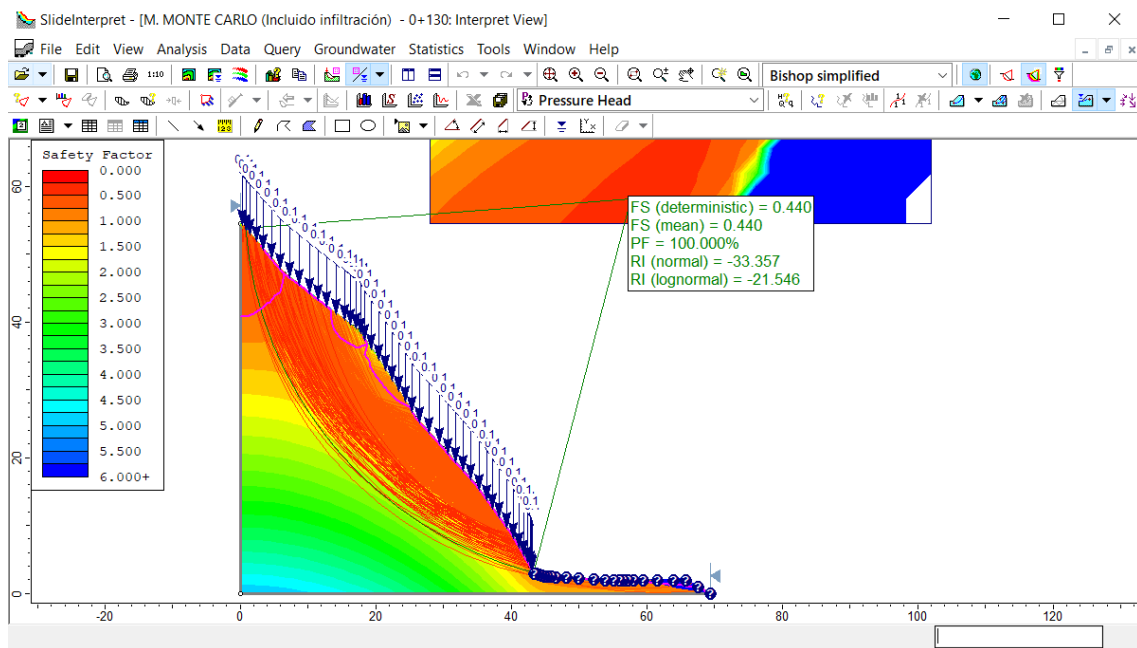 SlideInterpret - [M. MONTE CARLO (Incluido infiltración) - 0+130: Interpret View]
File Edit View Analysis Data Query Groundwater Statistics Tools Window Help
1:10
Bishop simplified
Pressure Head
Safety Factor
0.000
0.500
1.000
1.500
2.000
2.500
3.000
3.500
4.000
4.500
5.000
5.500
6.000+
FS (deterministic) = 0.440
FS (mean) = 0.440
PF = 100.000%
RI (normal) = -33.357
RI (lognormal) = -21.546
60
40
20
0
-20 0 20 40 60 80 100 120